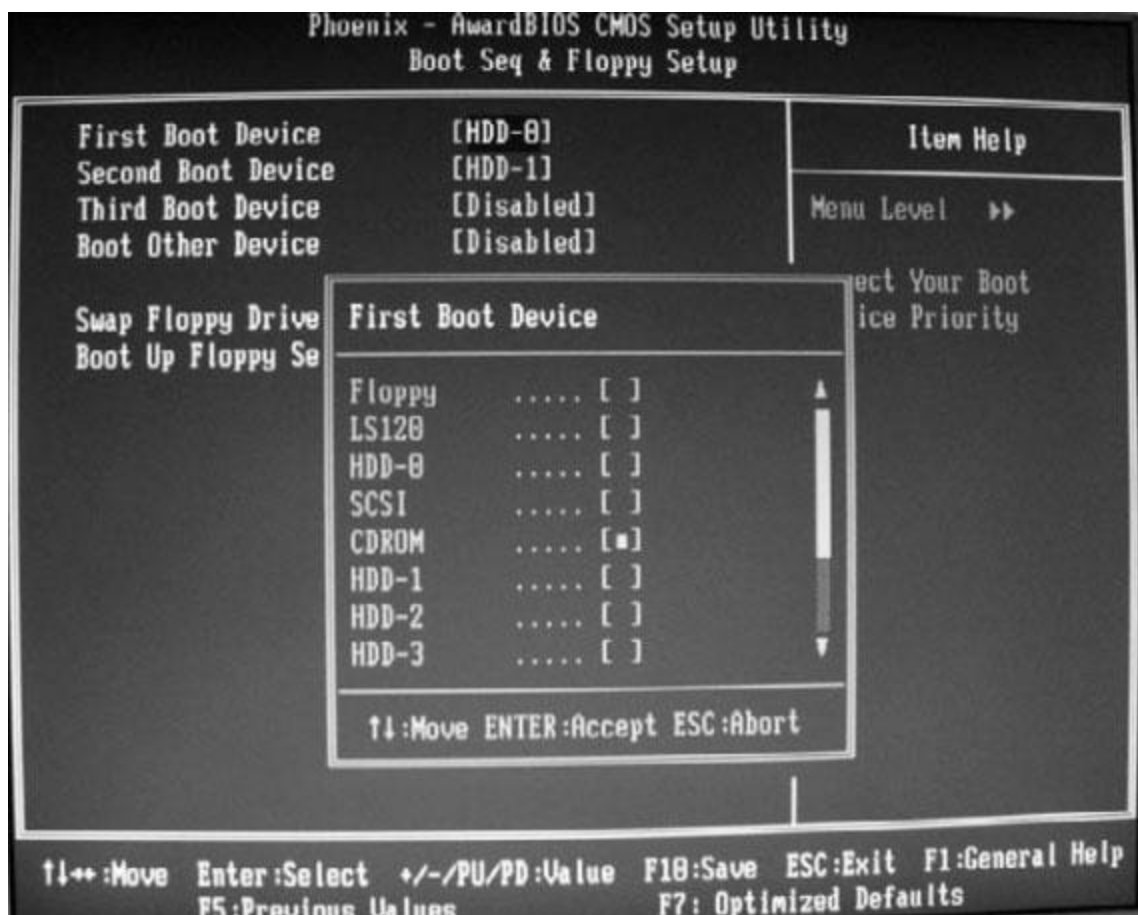 Phoenix - AwardBIOS CMOS Setup Utility
Boot Seq & Floppy Setup
First Boot Device [HDD-0]
Second Boot Device [HDD-1]
Third Boot Device [Disabled]
Boot Other Device [Disabled]
Swap Floppy Drive
Boot Up Floppy Se
Item Help
Menu Level ▸▸
ect Your Boot
ice Priority
First Boot Device
Floppy ..... [ ]
LS120 ..... [ ]
HDD-0 ..... [ ]
SCSI ..... [ ]
CDROM ..... [■]
HDD-1 ..... [ ]
HDD-2 ..... [ ]
HDD-3 ..... [ ]
↑↓:Move ENTER:Accept ESC:Abort
↑↓→←:Move Enter:Select +/-/PU/PD:Value F10:Save ESC:Exit F1:General Help
F5:Previous Values F7: Optimized Defaults